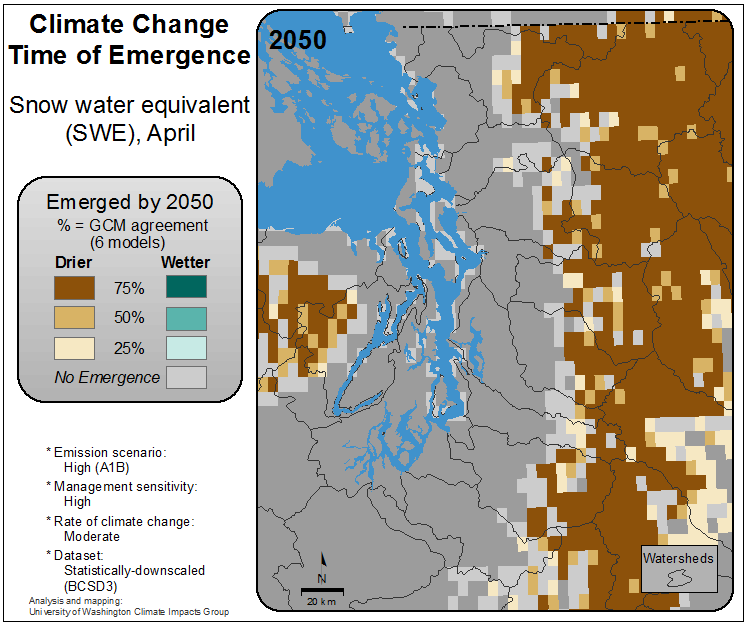 Climate Change
Time of Emergence
Snow water equivalent
(SWE), April
Emerged by 2050
% = GCM agreement
(6 models)
Drier Wetter
75%
50%
25%
No Emergence
* Emission scenario:
High (A1B)
* Management sensitivity:
High
* Rate of climate change:
Moderate
* Dataset:
Statistically-downscaled
(BCSD3)
Analysis and mapping:
University of Washington Climate Impacts Group
2050
N
20 km
Watersheds